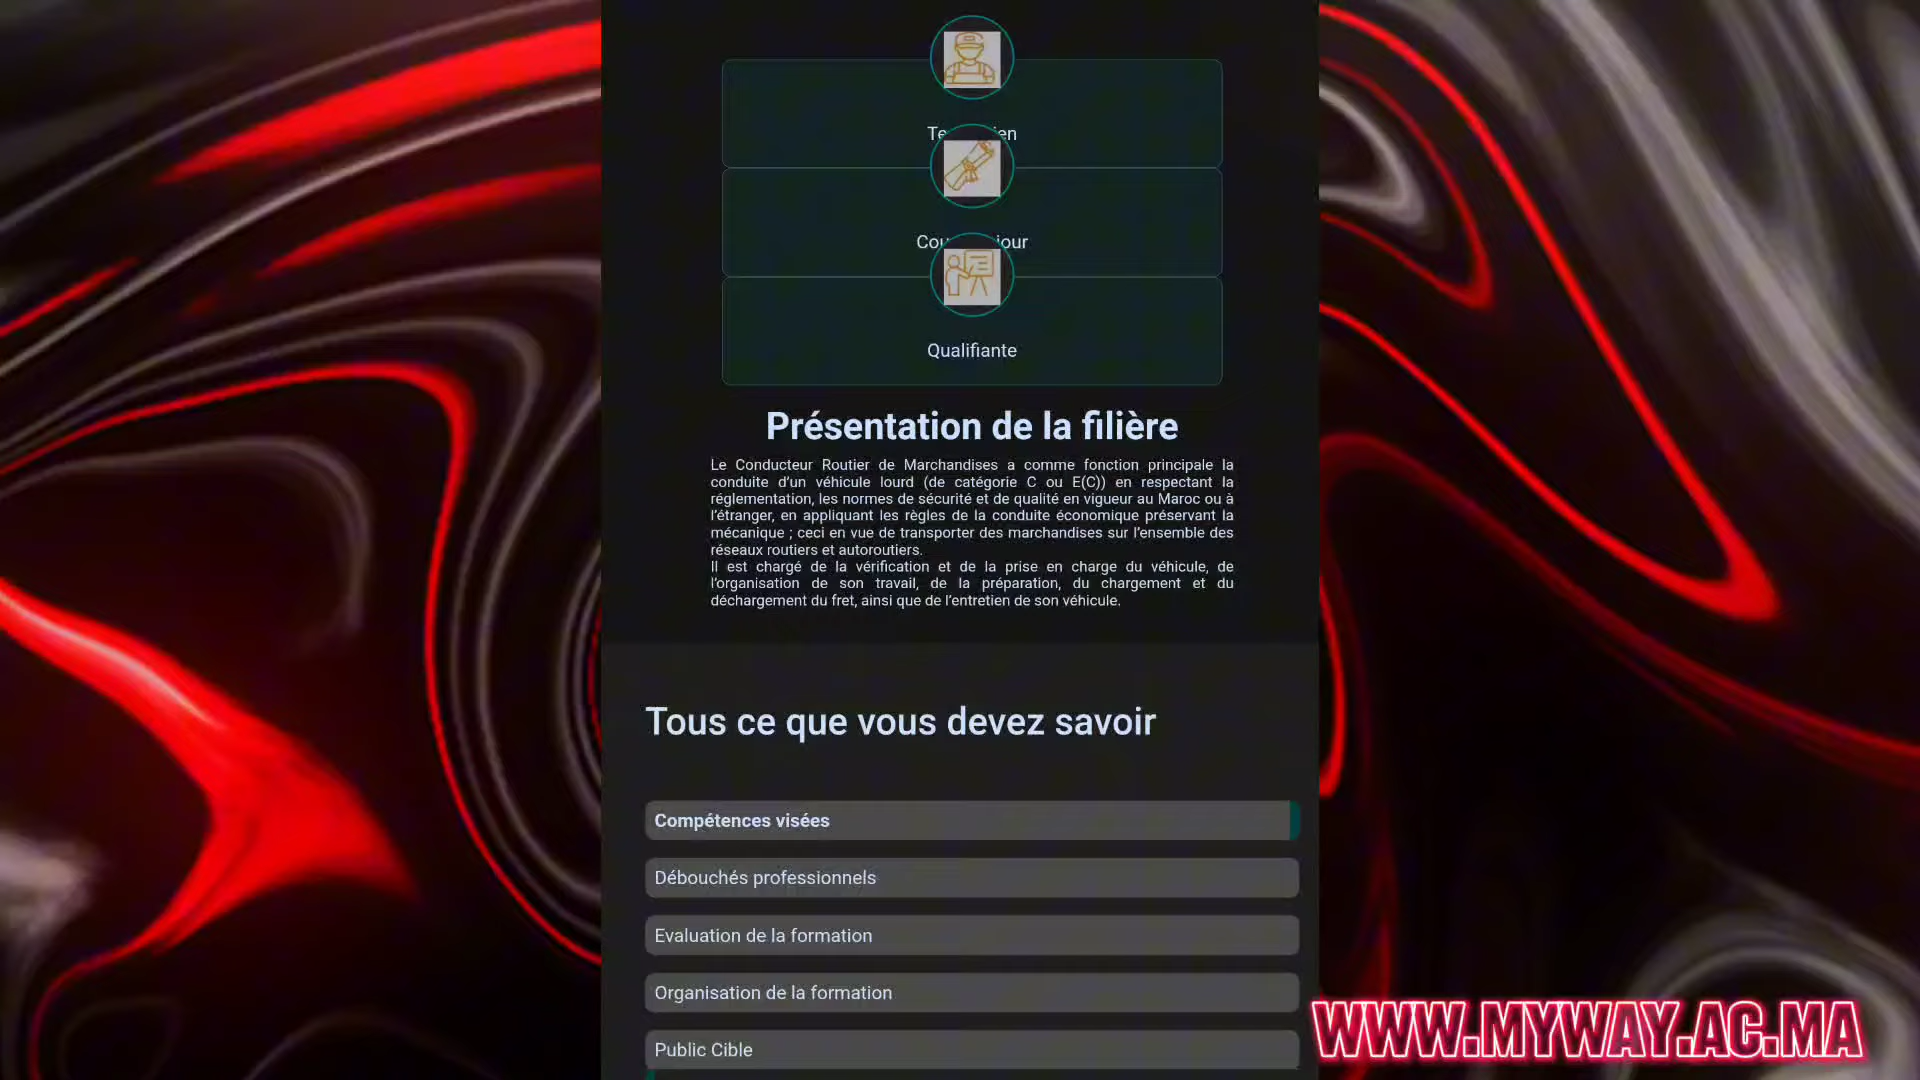 Qualifiante
Présentation de la filière
Le Conducteur Routier de Marchandises a comme fonction principale la
conduite d'un véhicule lourd (de catégorie C ou E(C)) en respectant la
réglementation, les normes de sécurité et de qualité en vigueur au Maroc ou à
l'étranger, en appliquant les règles de la conduite économique préservant la
mécanique ; ceci en vue de transporter des marchandises sur l'ensemble des
réseaux routiers et autoroutiers.
Il est chargé de la vérification et de la prise en charge du véhicule, de
l'organisation de son travail, de la préparation, du chargement et du
déchargement du fret, ainsi que de l'entretien de son véhicule.
Tous ce que vous devez savoir
Compétences visées
Débouchés professionnels
Evaluation de la formation
Organisation de la formation
Public Cible
WWW.MYWAY.AC.MA